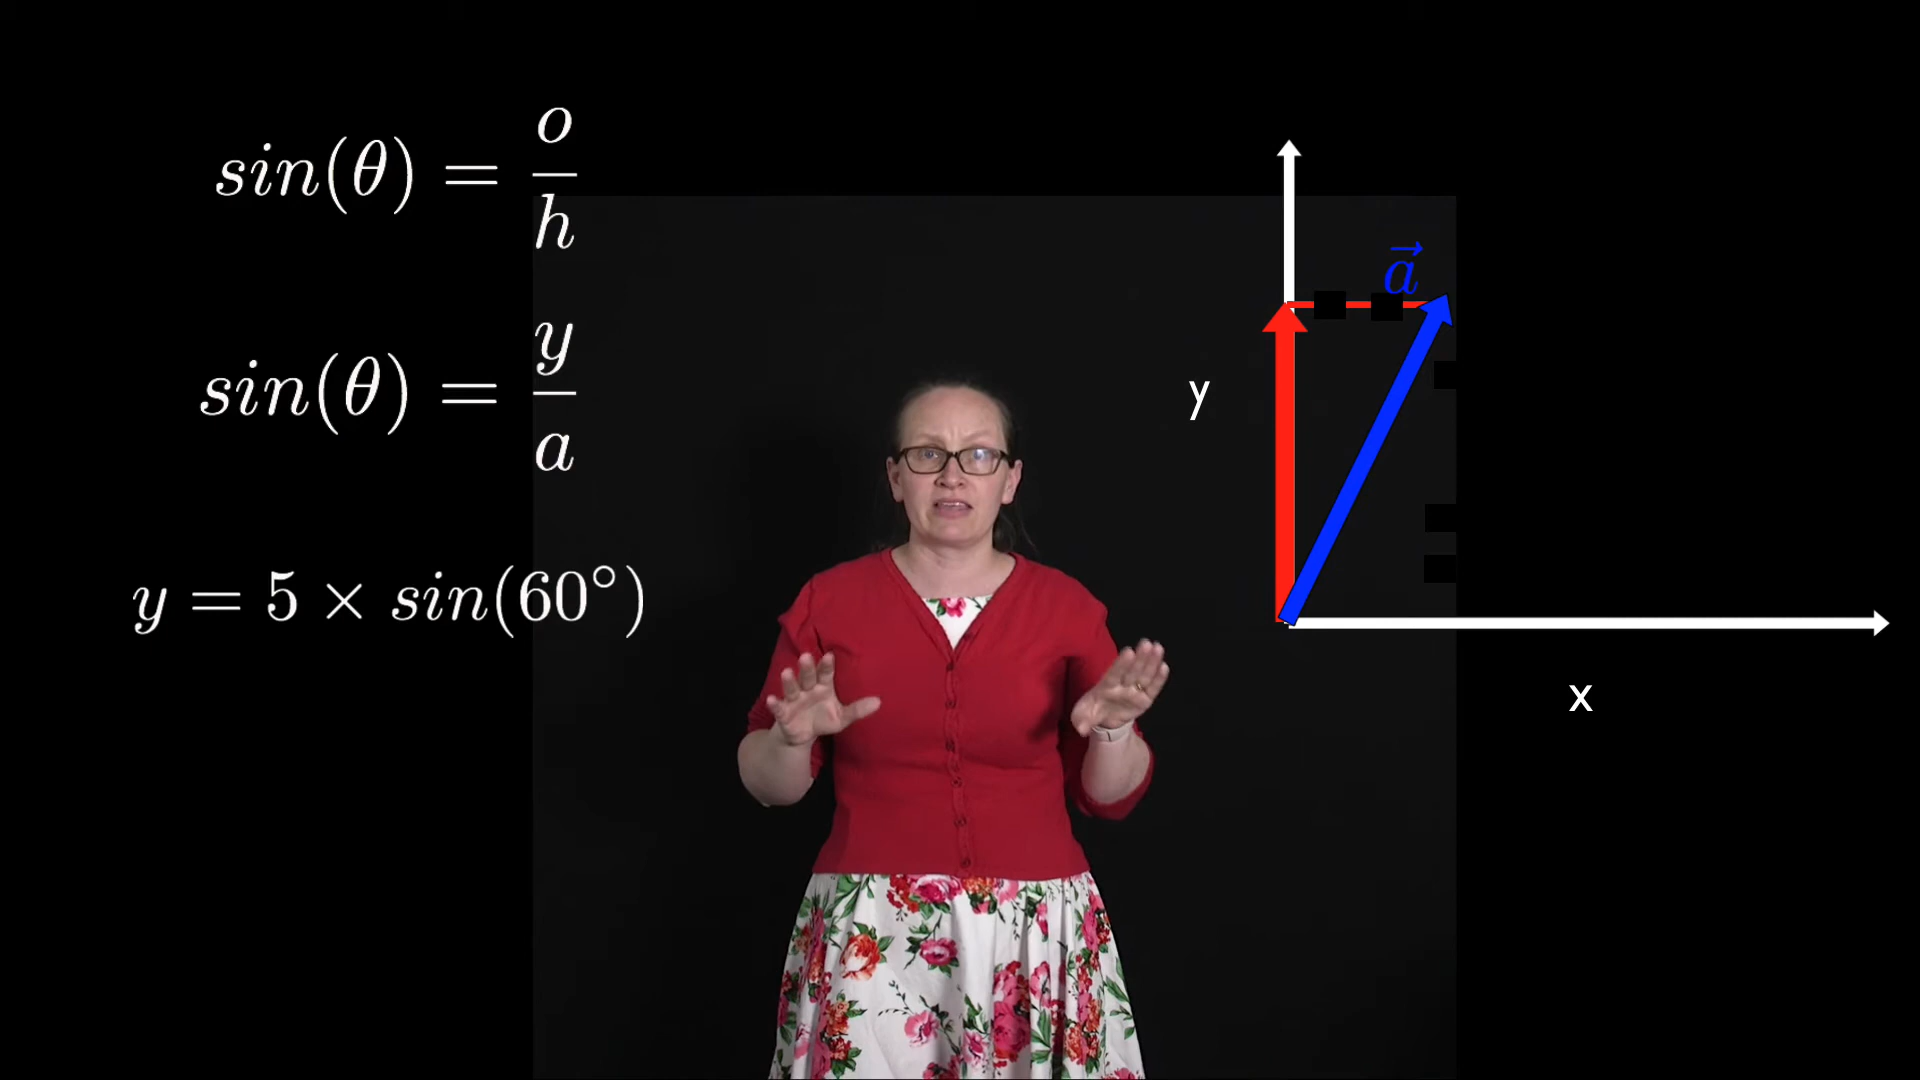 sin(θ) = o/h
sin(θ) = y/a
y = 5 × sin(60°)
a⃗
y
x